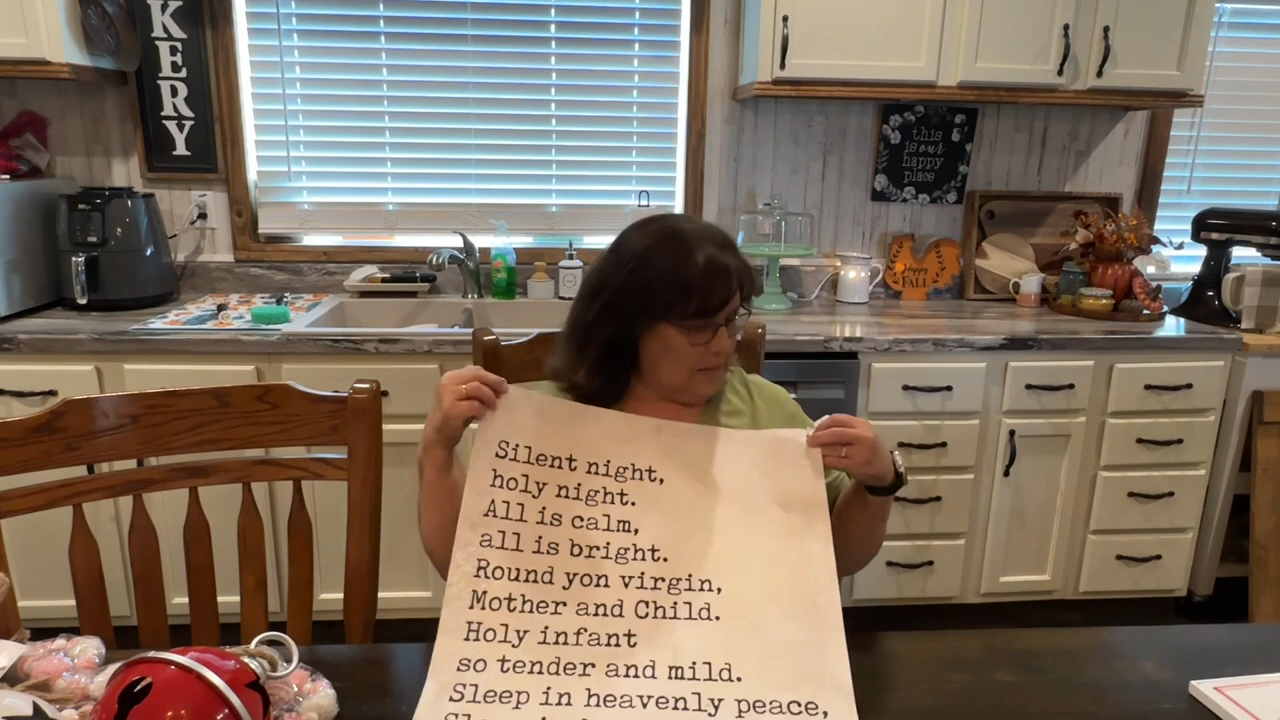 KERY
this
is our
happy
place
Happy
FALL
Silent night,
holy night.
All is calm,
all is bright.
Round yon virgin,
Mother and Child.
Holy infant
so tender and mild.
Sleep in heavenly peace,